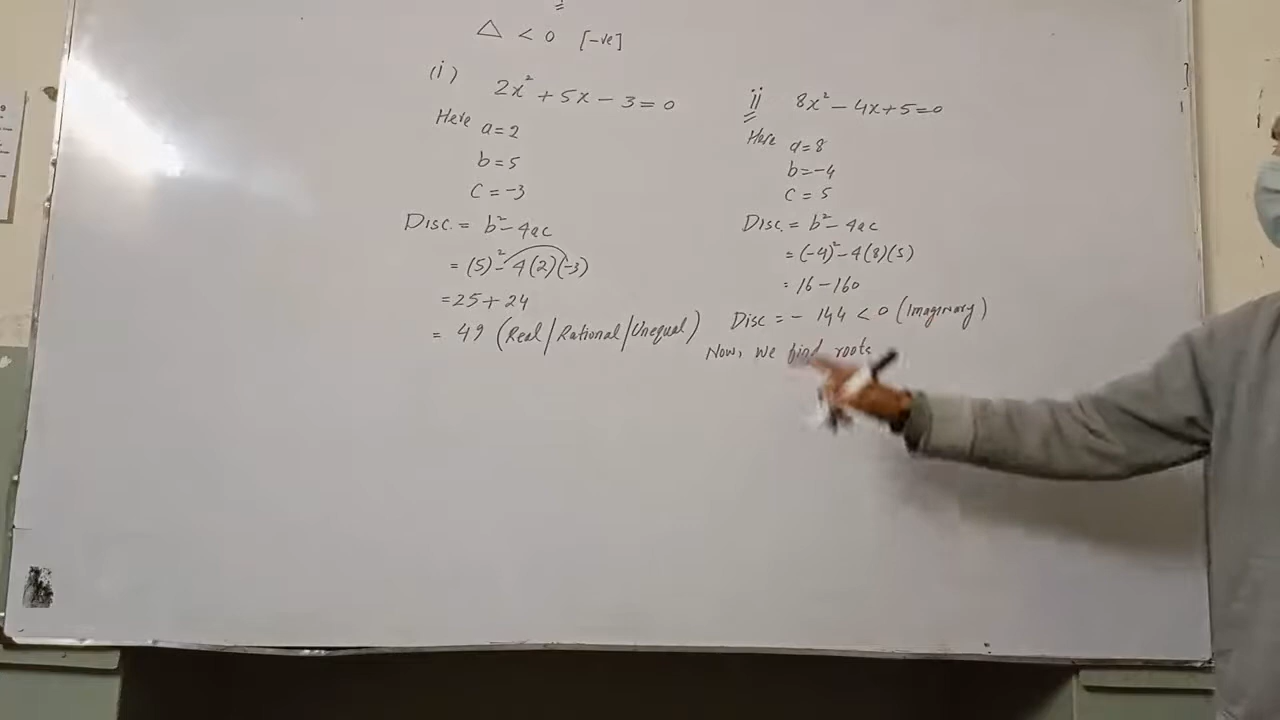 △ < 0 [-ve]
(i) 2x² + 5x - 3 = 0
Here a = 2
b = 5
c = -3
Disc. = b² - 4ac
= (5)² - 4(2)(-3)
= 25 + 24
= 49 (Real/Rational/Unequal)
ii 8x² - 4x + 5 = 0
Here a = 8
b = -4
c = 5
Disc. = b² - 4ac
= (-4)² - 4(8)(5)
= 16 - 160
Disc = - 144 < 0 (Imaginary)
Now, we find roots